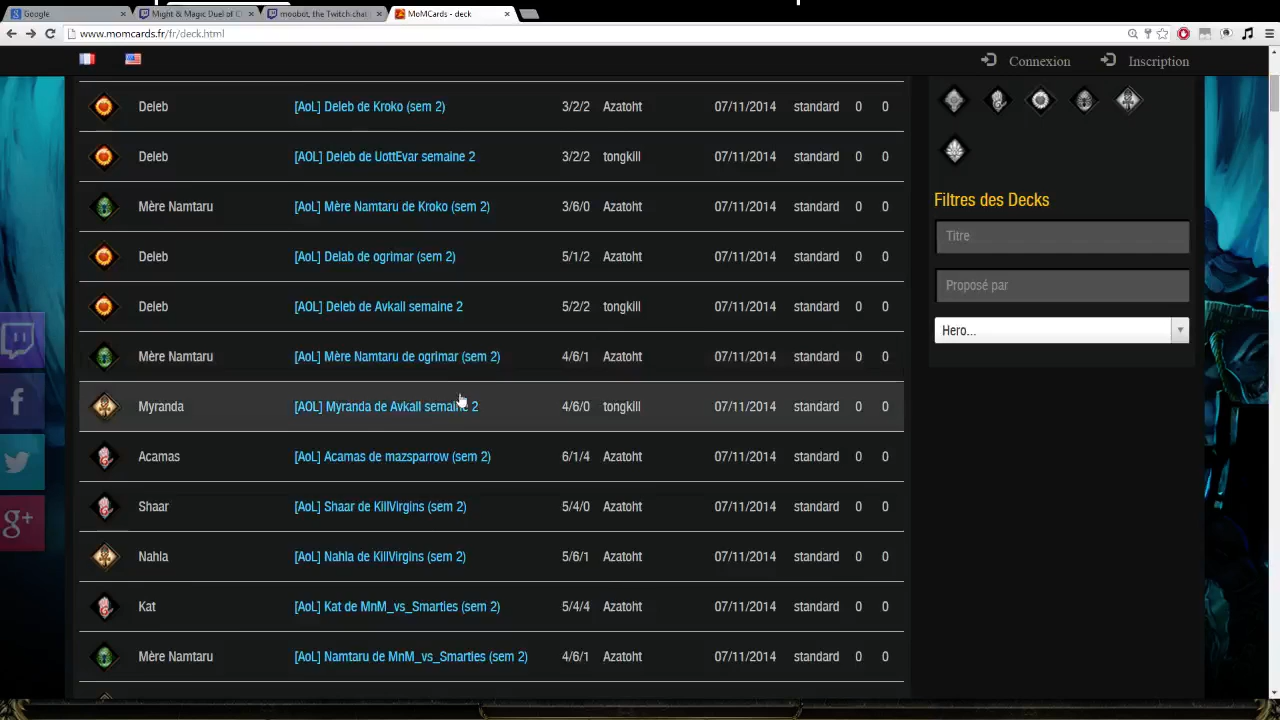 Google
Might & Magic Duel of C
moobot, the Twitch chat
MoMCards - deck
www.momcards.fr/fr/deck.html
Connexion
Inscription
Deleb [AoL] Deleb de Kroko (sem 2) 3/2/2 Azatoht 07/11/2014 standard 0 0
Deleb [AOL] Deleb de UottEvar semaine 2 3/2/2 tongkill 07/11/2014 standard 0 0
Mère Namtaru [AoL] Mère Namtaru de Kroko (sem 2) 3/6/0 Azatoht 07/11/2014 standard 0 0
Deleb [AoL] Delab de ogrimar (sem 2) 5/1/2 Azatoht 07/11/2014 standard 0 0
Deleb [AOL] Deleb de Avkall semaine 2 5/2/2 tongkill 07/11/2014 standard 0 0
Mère Namtaru [AoL] Mère Namtaru de ogrimar (sem 2) 4/6/1 Azatoht 07/11/2014 standard 0 0
Myranda [AOL] Myranda de Avkall semaine 2 4/6/0 tongkill 07/11/2014 standard 0 0
Acamas [AoL] Acamas de mazsparrow (sem 2) 6/1/4 Azatoht 07/11/2014 standard 0 0
Shaar [AoL] Shaar de KillVirgins (sem 2) 5/4/0 Azatoht 07/11/2014 standard 0 0
Nahla [AoL] Nahla de KillVirgins (sem 2) 5/6/1 Azatoht 07/11/2014 standard 0 0
Kat [AoL] Kat de MnM_vs_Smarties (sem 2) 5/4/4 Azatoht 07/11/2014 standard 0 0
Mère Namtaru [AoL] Namtaru de MnM_vs_Smarties (sem 2) 4/6/1 Azatoht 07/11/2014 standard 0 0
Filtres des Decks
Titre
Proposé par
Hero...
f
g+